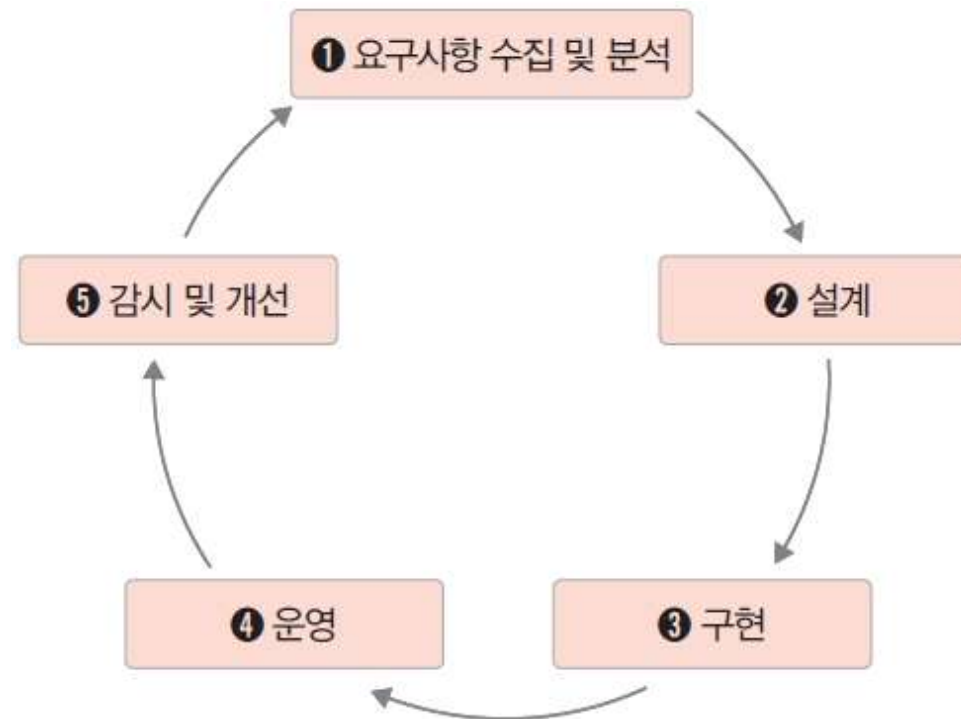 ❶ 요구사항 수집 및 분석
❺ 감시 및 개선
❷ 설계
❹ 운영
❸ 구현